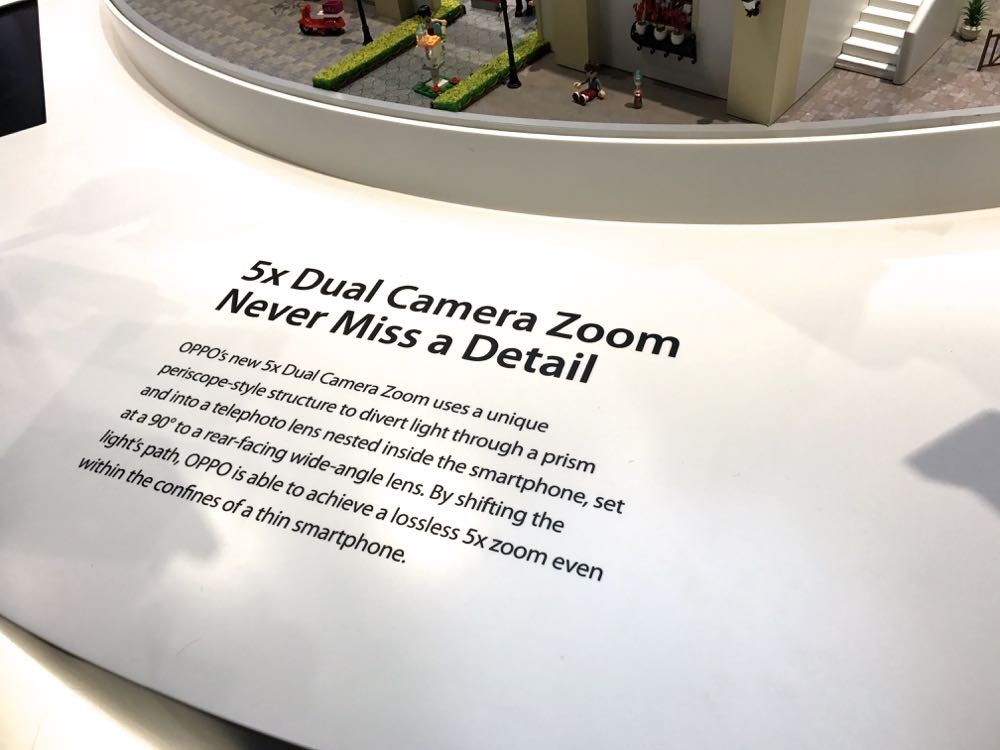 5x Dual Camera Zoom
Never Miss a Detail
OPPO's new 5x Dual Camera Zoom uses a unique
periscope-style structure to divert light through a prism
and into a telephoto lens nested inside the smartphone, set
at a 90° to a rear-facing wide-angle lens. By shifting the
light's path, OPPO is able to achieve a lossless 5x zoom even
within the confines of a thin smartphone.